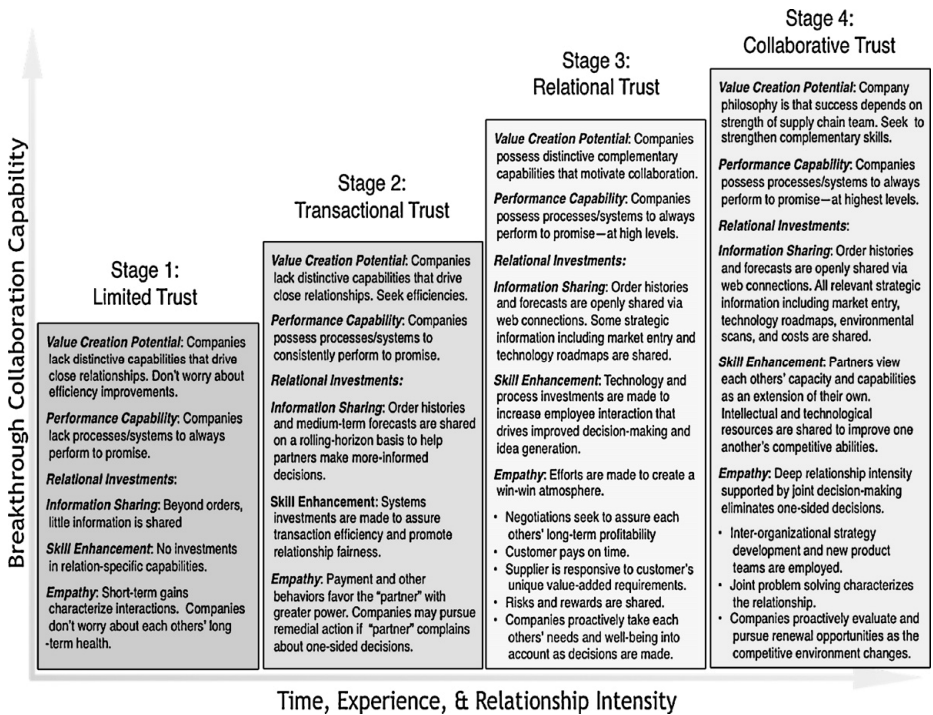 Breakthrough Collaboration Capability
Stage 1:
Limited Trust
Value Creation Potential: Companies
lack distinctive capabilities that drive
close relationships. Don't worry about
efficiency improvements.
Performance Capability: Companies
lack processes/systems to always
perform to promise.
Relational Investments:
Information Sharing: Beyond orders,
little information is shared
Skill Enhancement: No investments
in relation-specific capabilities.
Empathy: Short-term gains
characterize interactions. Companies
don't worry about each others' long
-term health.
Stage 2:
Transactional Trust
Value Creation Potential: Companies
lack distinctive capabilities that drive
close relationships. Seek efficiencies.
Performance Capability: Companies
possess processes/systems to
consistently perform to promise.
Relational Investments:
Information Sharing: Order histories
and medium-term forecasts are shared
on a rolling-horizon basis to help
partners make more-informed
decisions.
Skill Enhancement: Systems
investments are made to assure
transaction efficiency and promote
relationship fairness.
Empathy: Payment and other
behaviors favor the "partner" with
greater power. Companies may pursue
remedial action if "partner" complains
about one-sided decisions.
Stage 3:
Relational Trust
Value Creation Potential: Companies
possess distinctive complementary
capabilities that motivate collaboration.
Performance Capability: Companies
possess processes/systems to always
perform to promise—at high levels.
Relational Investments:
Information Sharing: Order histories
and forecasts are openly shared via
web connections. Some strategic
information including market entry and
technology roadmaps are shared.
Skill Enhancement: Technology and
process investments are made to
increase employee interaction that
drives improved decision-making and
idea generation.
Empathy: Efforts are made to create a
win-win atmosphere.
• Negotiations seek to assure each
others' long-term profitability
• Customer pays on time.
• Supplier is responsive to customer's
unique value-added requirements.
• Risks and rewards are shared.
• Companies proactively take each
others' needs and well-being into
account as decisions are made.
Stage 4:
Collaborative Trust
Value Creation Potential: Company
philosophy is that success depends on
strength of supply chain team. Seek to
strengthen complementary skills.
Performance Capability: Companies
possess processes/systems to always
perform to promise—at highest levels.
Relational Investments:
Information Sharing: Order histories
and forecasts are openly shared via
web connections. All relevant strategic
information including market entry,
technology roadmaps, environmental
scans, and costs are shared.
Skill Enhancement: Partners view
each others' capacity and capabilities
as an extension of their own.
Intellectual and technological
resources are shared to improve one
another's competitive abilities.
Empathy: Deep relationship intensity
supported by joint decision-making
eliminates one-sided decisions.
• Inter-organizational strategy
development and new product
teams are employed.
• Joint problem solving characterizes
the relationship.
• Companies proactively evaluate and
pursue renewal opportunities as the
competitive environment changes.
Time, Experience, & Relationship Intensity